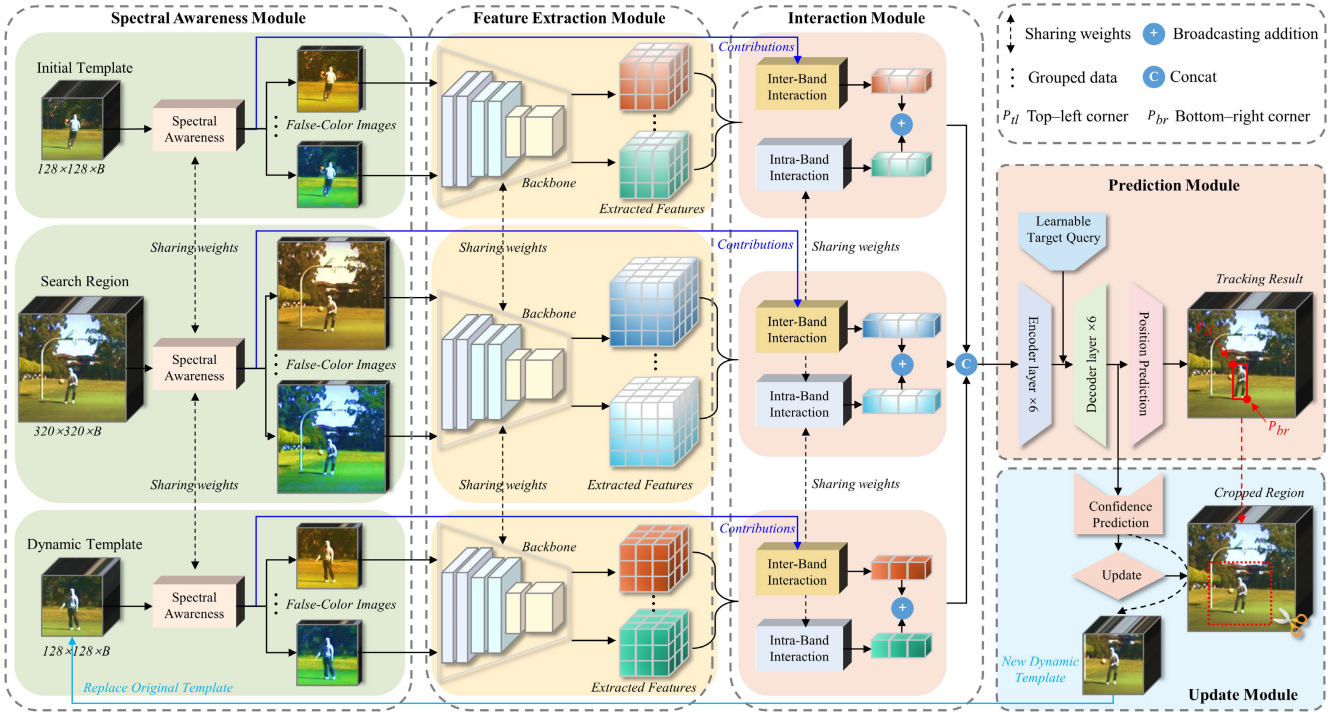 Spectral Awareness Module
Feature Extraction Module
Interaction Module
Initial Template
128×128×B
Spectral
Awareness
False-Color Images
Backbone
Extracted Features
Contributions
Inter-Band
Interaction
Intra-Band
Interaction
+
Sharing weights
Sharing weights
Sharing weights
Search Region
320×320×B
Spectral
Awareness
False-Color Images
Backbone
Extracted Features
Contributions
Inter-Band
Interaction
Intra-Band
Interaction
+
C
Sharing weights
Sharing weights
Sharing weights
Dynamic Template
128×128×B
Spectral
Awareness
False-Color Images
Backbone
Extracted Features
Contributions
Inter-Band
Interaction
Intra-Band
Interaction
+
Replace Original Template
Sharing weights
+ Broadcasting addition
Grouped data
C Concat
P_tl Top–left corner
P_br Bottom–right corner
Prediction Module
Learnable
Target Query
Encoder layer ×6
Decoder layer ×6
Position Prediction
Tracking Result
P_tl
P_br
Confidence
Prediction
Update
Cropped Region
New Dynamic
Template
Update Module